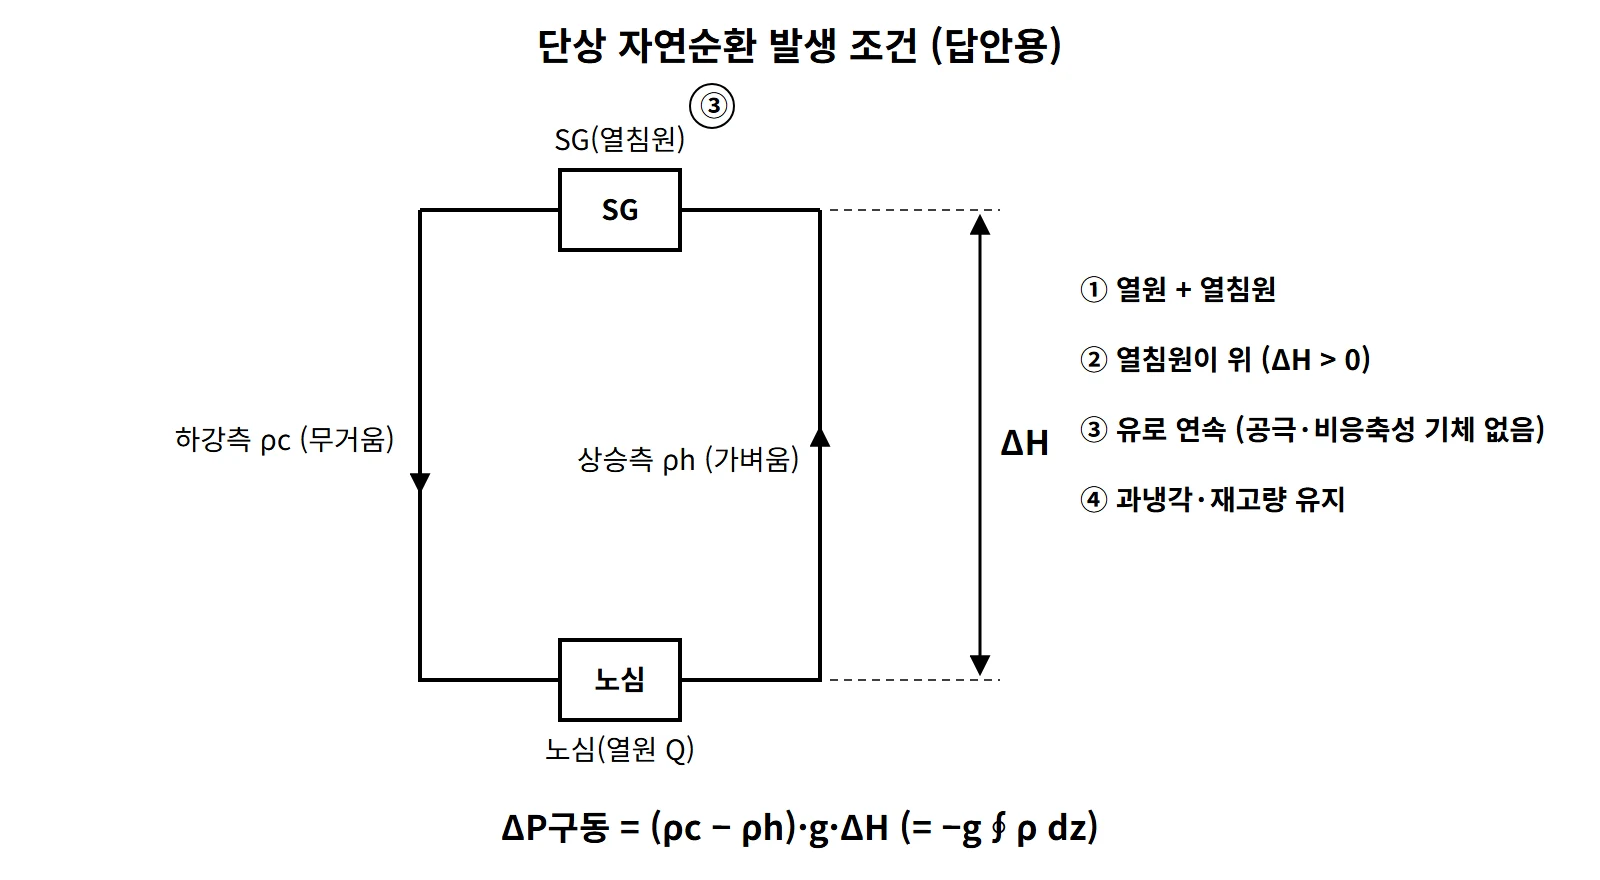 단상 자연순환 발생 조건 (답안용)
③
SG(열침원)
SG
① 열원 + 열침원
② 열침원이 위 (ΔH > 0)
하강측 ρc (무거움)
상승측 ρh (가벼움)
ΔH
③ 유로 연속 (공극·비응축성 기체 없음)
④ 과냉각·재고량 유지
노심
노심(열원 Q)
ΔP구동 = (ρc − ρh)·g·ΔH (= −g ∮ ρ dz)